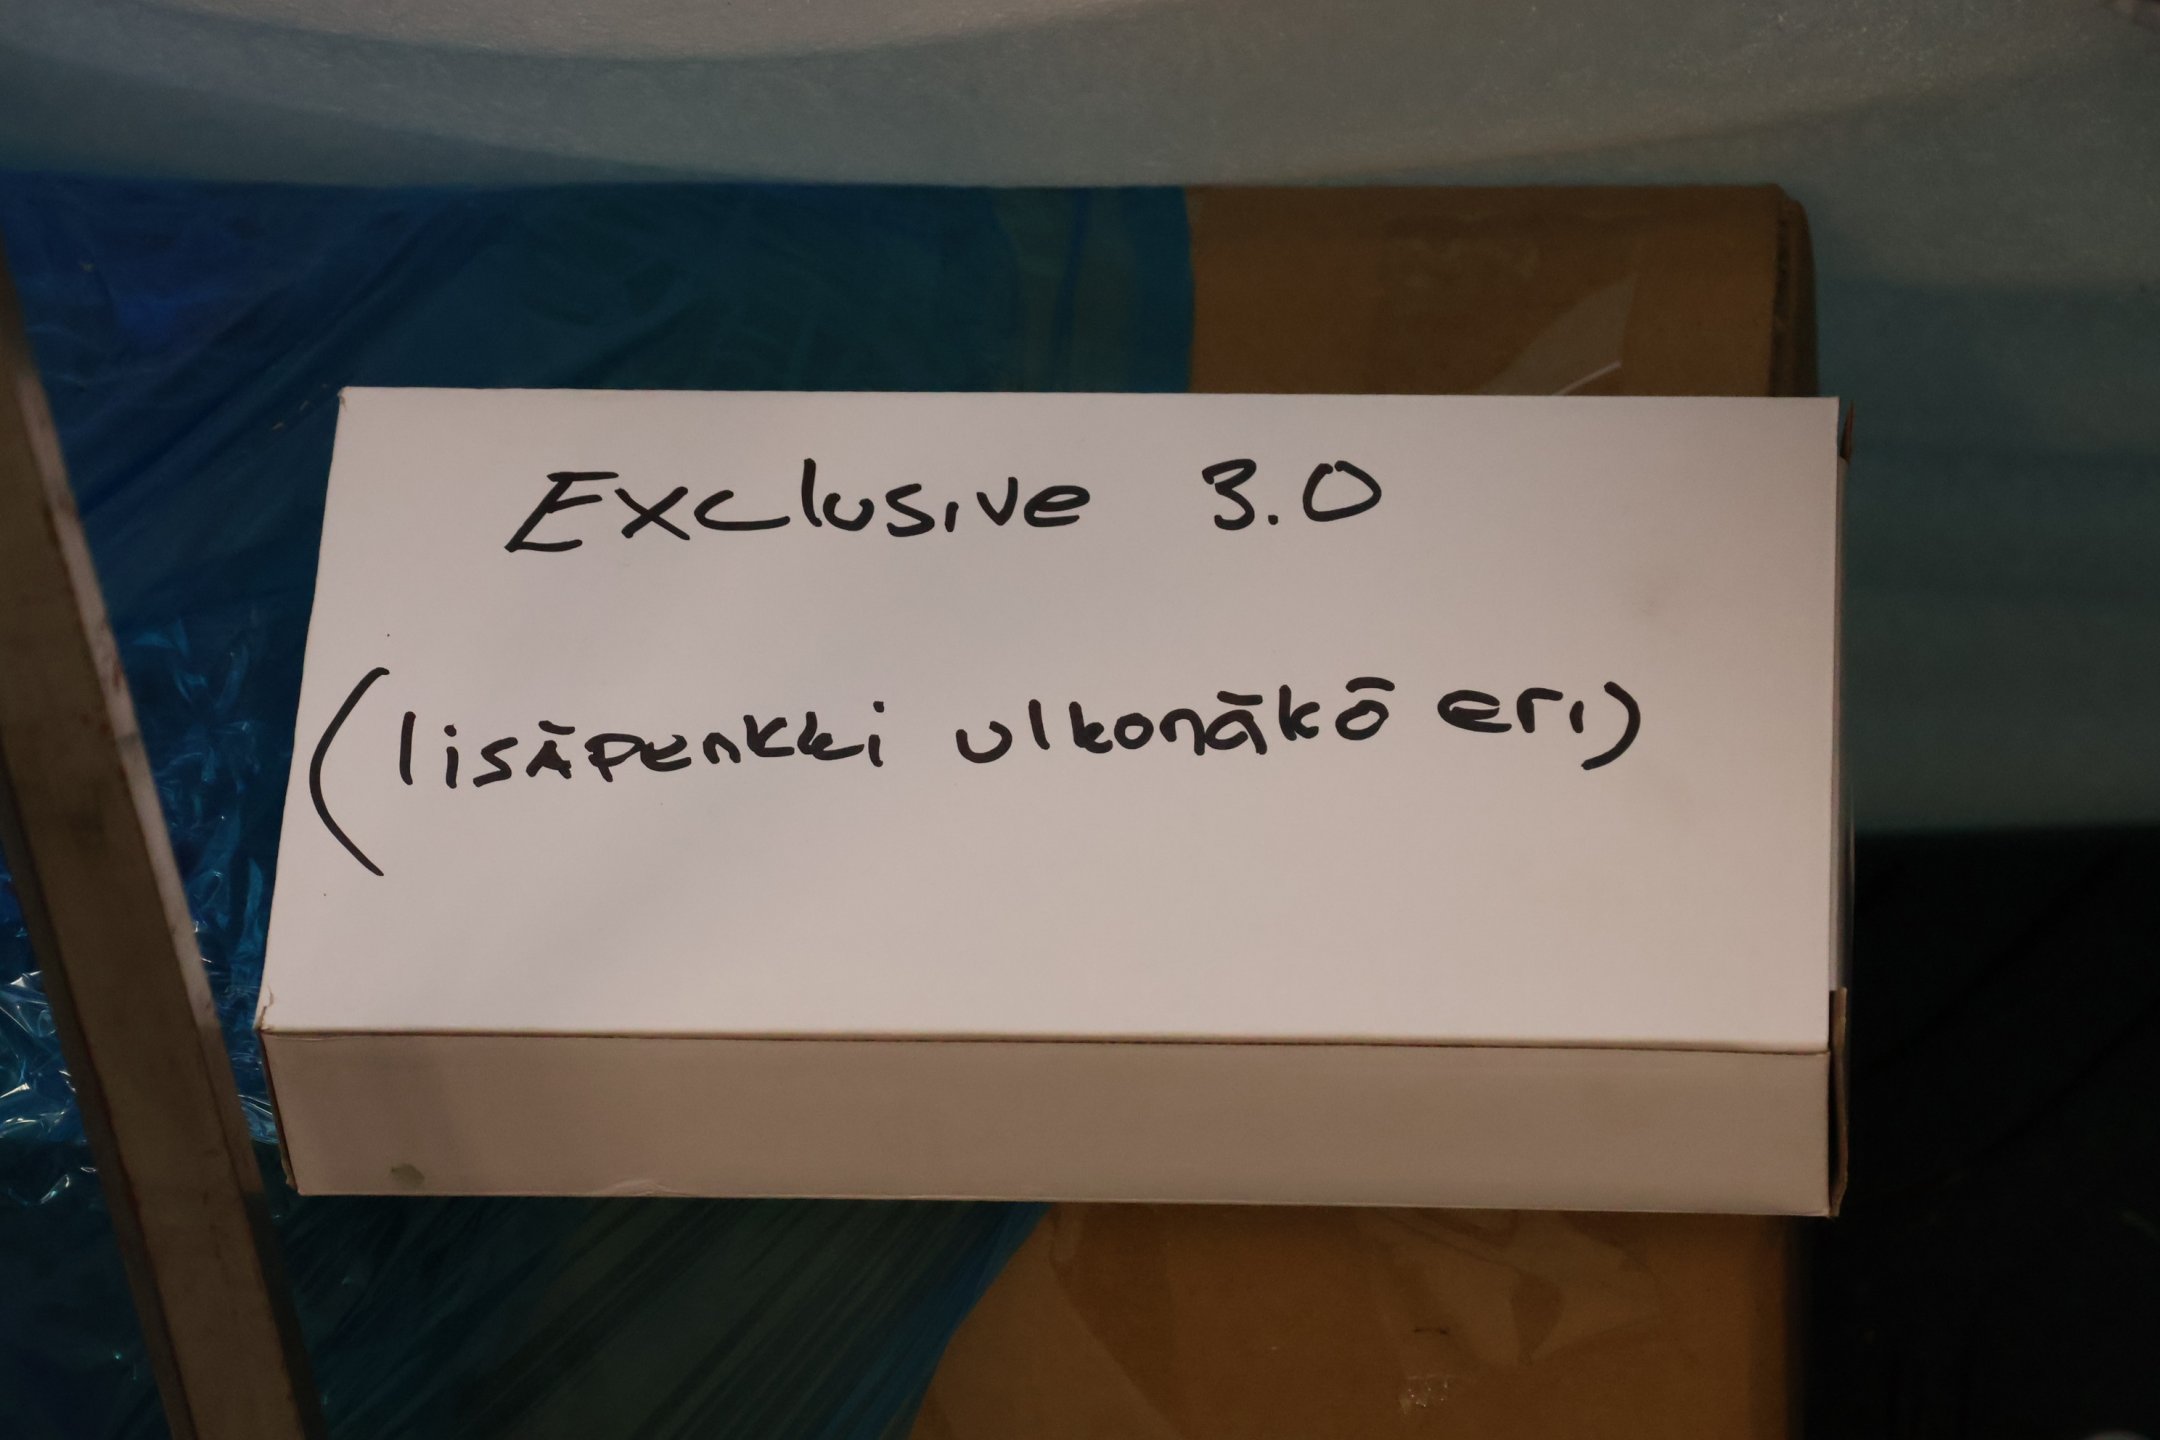 Exclusive 3.0
(lisäpenkki ulkonäkö eri)